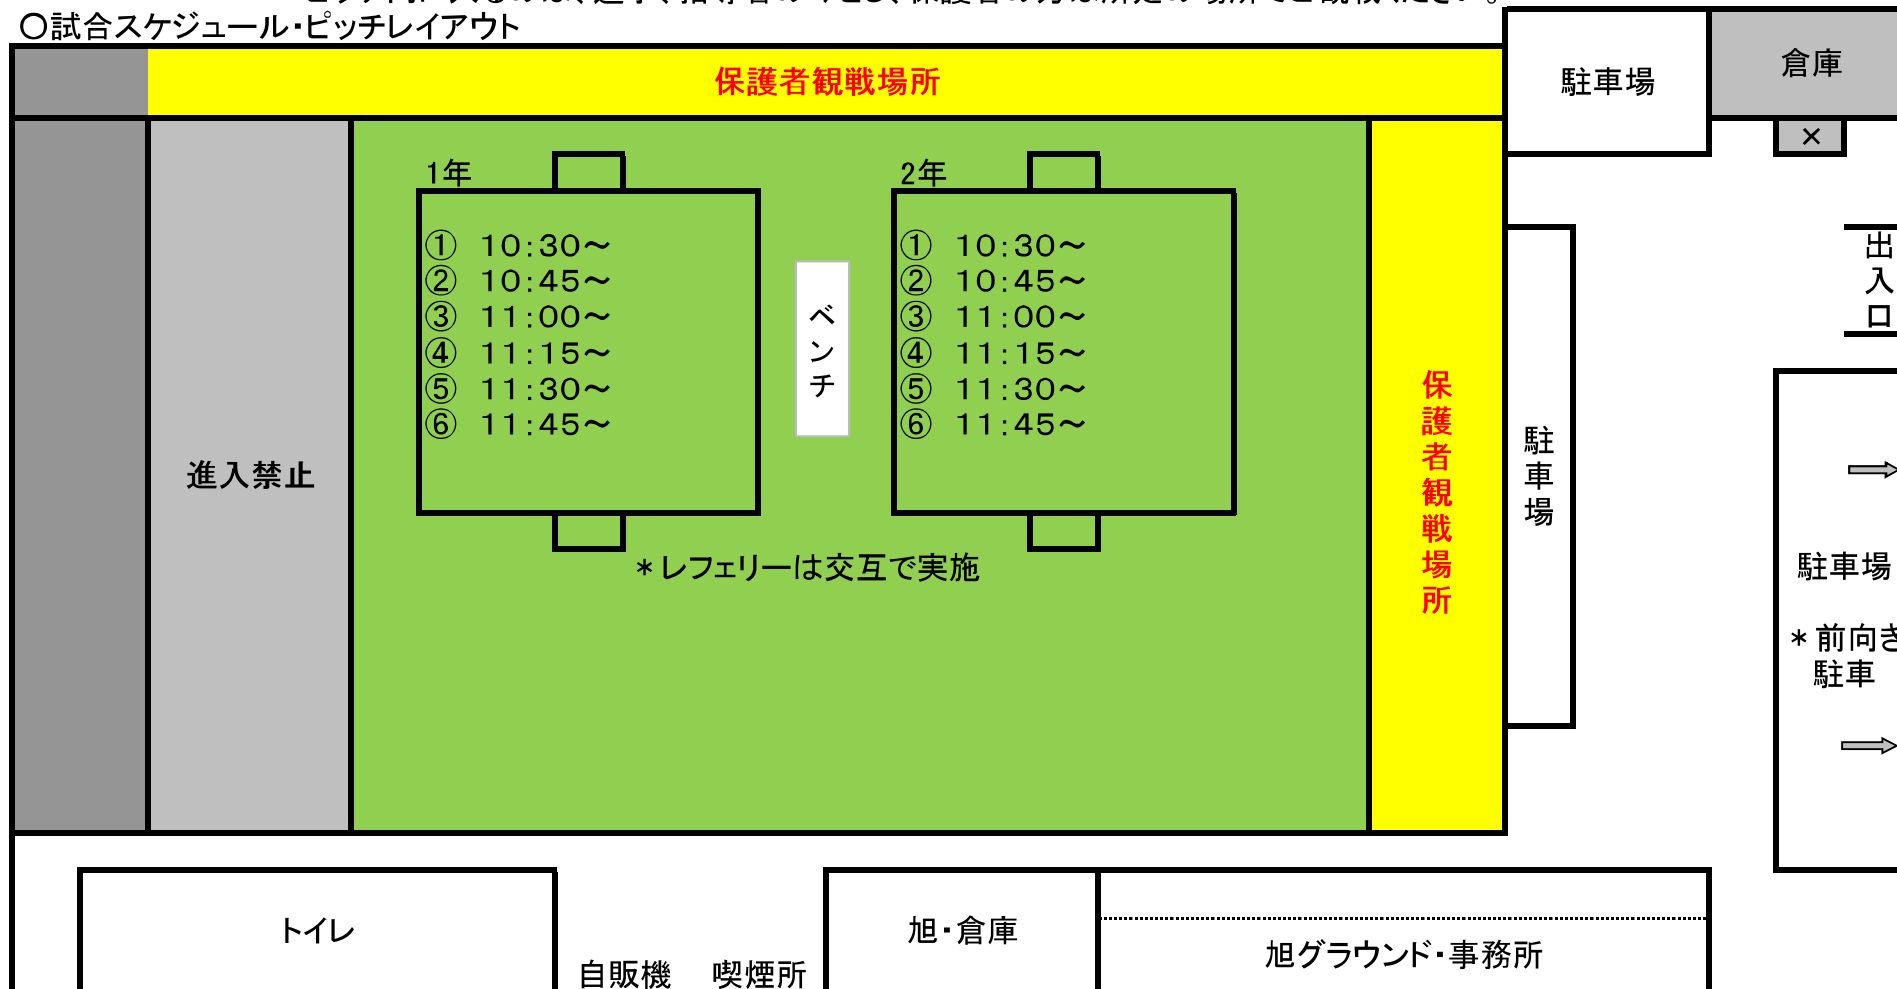 ○試合スケジュール・ピッチレイアウト
保護者観戦場所
駐車場
倉庫
×
1年
2年
① 10:30～
② 10:45～
③ 11:00～
④ 11:15～
⑤ 11:30～
⑥ 11:45～
ベンチ
① 10:30～
② 10:45～
③ 11:00～
④ 11:15～
⑤ 11:30～
⑥ 11:45～
出入口
進入禁止
保護者観戦場所
駐車場
＊レフェリーは交互で実施
駐車場
＊前向き
駐車
トイレ
自販機
喫煙所
旭・倉庫
旭グラウンド・事務所